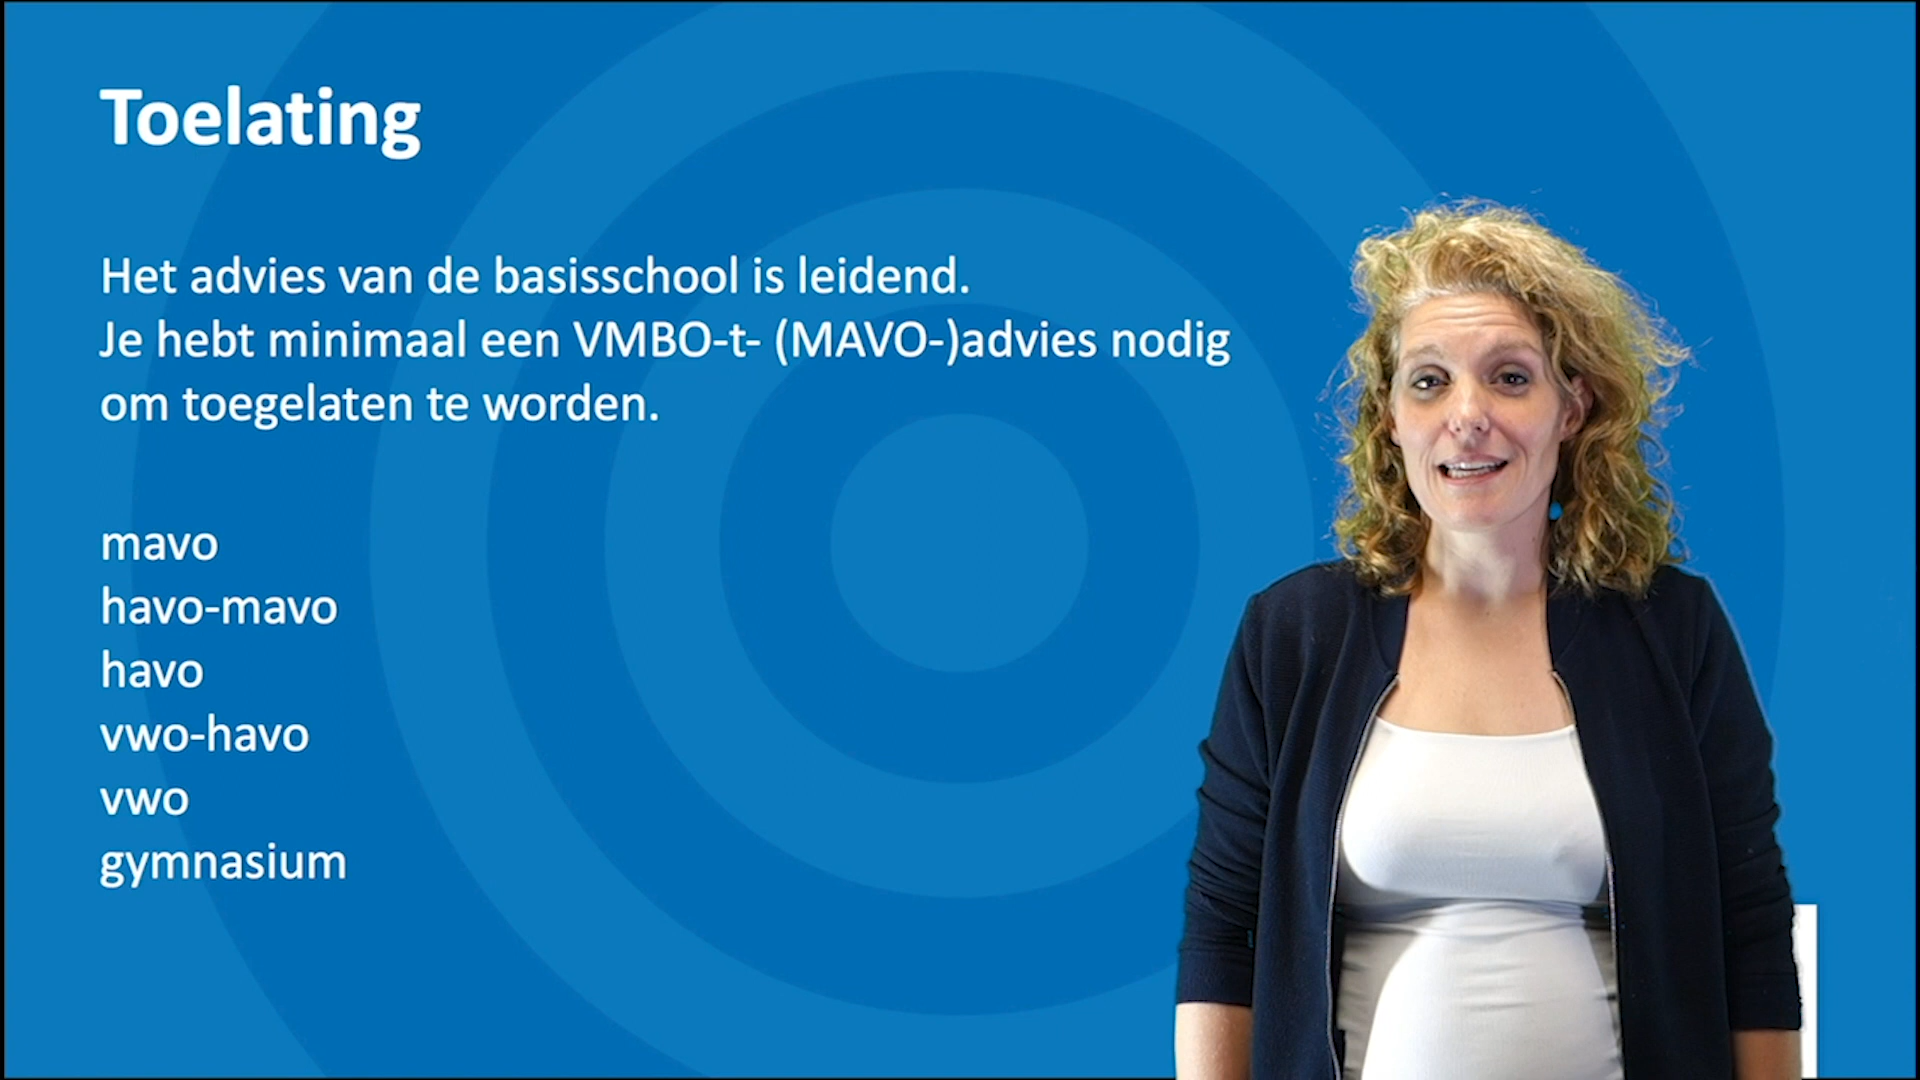 Toelating
Het advies van de basisschool is leidend.
Je hebt minimaal een VMBO-t- (MAVO-)advies nodig
om toegelaten te worden.
mavo
havo-mavo
havo
vwo-havo
vwo
gymnasium